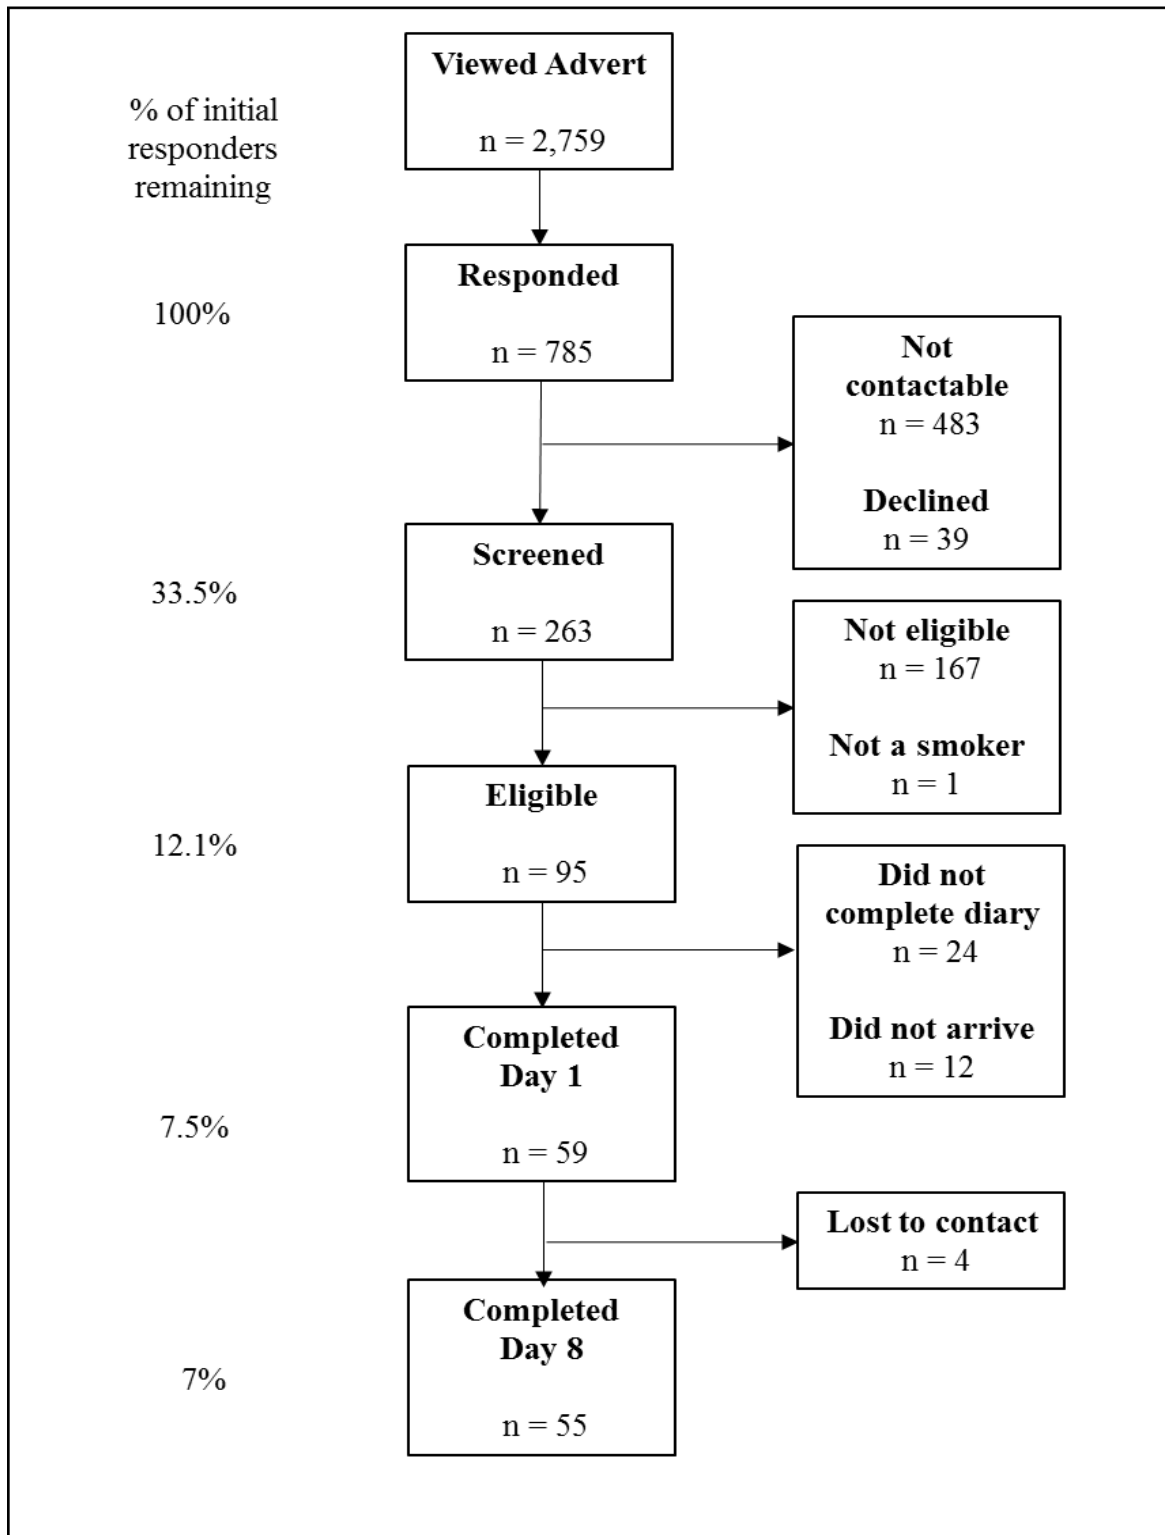 Viewed Advert
n = 2,759
% of initial
responders
remaining
Responded
n = 785
100%
Not
contactable
n = 483
Declined
n = 39
Screened
n = 263
33.5%
Not eligible
n = 167
Not a smoker
n = 1
Eligible
n = 95
12.1%
Did not
complete diary
n = 24
Did not arrive
n = 12
Completed
Day 1
n = 59
7.5%
Lost to contact
n = 4
Completed
Day 8
n = 55
7%